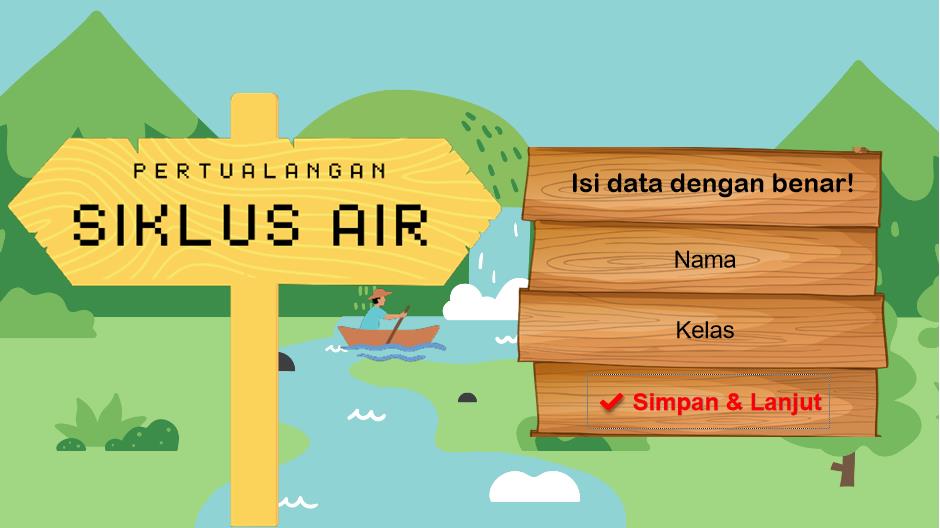 PERTUALANGAN
SIKLUS AIR
Isi data dengan benar!
Nama
Kelas
Simpan & Lanjut